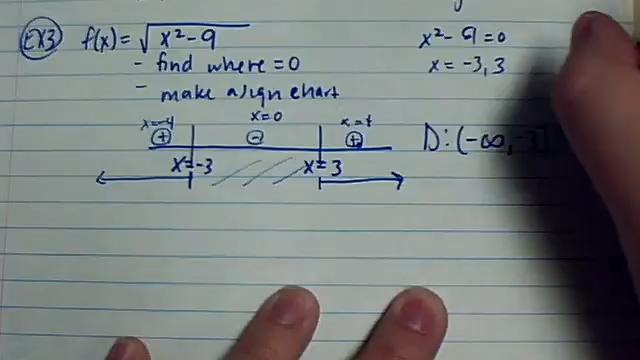 EX3 f(x) = √x²-9
x²-9=0
- find where =0
x = -3, 3
- make a sign chart
x=-4 x=0 x=4
+ - + D: (-∞, -3]
x=-3 x=3